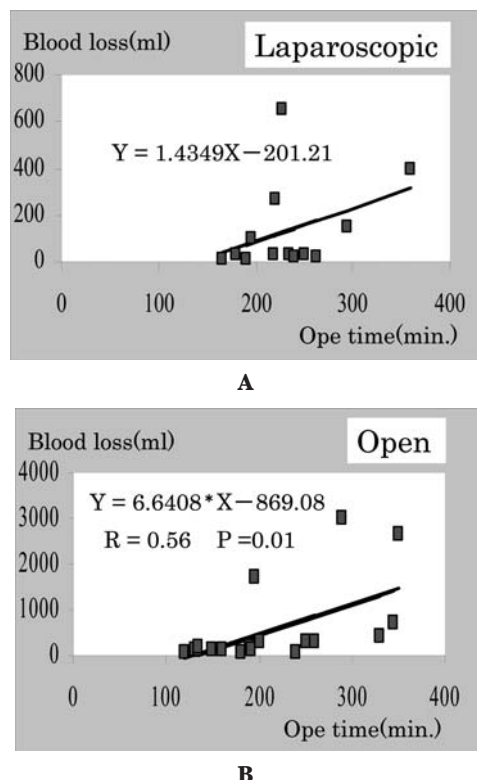 Blood loss(ml)
Laparoscopic
800
600
400
200
0
Y = 1.4349X－201.21
0 100 200 300 400
Ope time(min.)
A
Blood loss(ml)
Open
4000
3000
2000
1000
0
Y = 6.6408*X－869.08
R = 0.56 P =0.01
0 100 200 300 400
Ope time(min.)
B